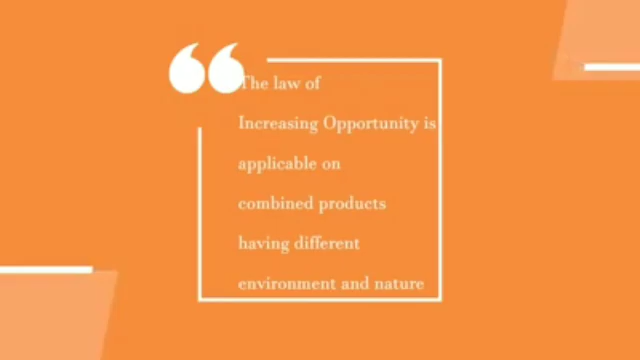 The law of
Increasing Opportunity is
applicable on
combined products
having different
environment and nature